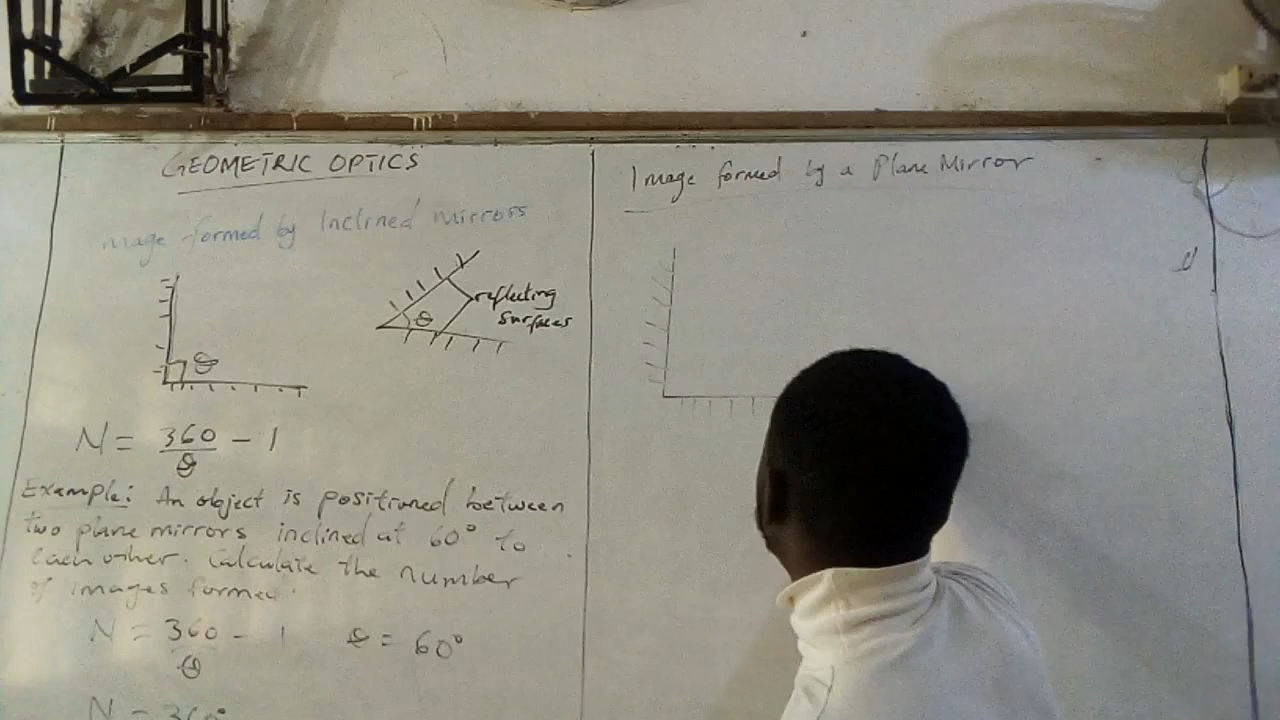 GEOMETRIC OPTICS
mage formed by Inclined mirrors
θ
θ
reflecting
surfaces
N = 360/θ - 1
Example: An object is positioned between
two plane mirrors inclined at 60° to
each other. Calculate the number
of images formed.
N = 360/θ - 1 θ = 60°
N = 360°
Image formed by a Plane Mirror